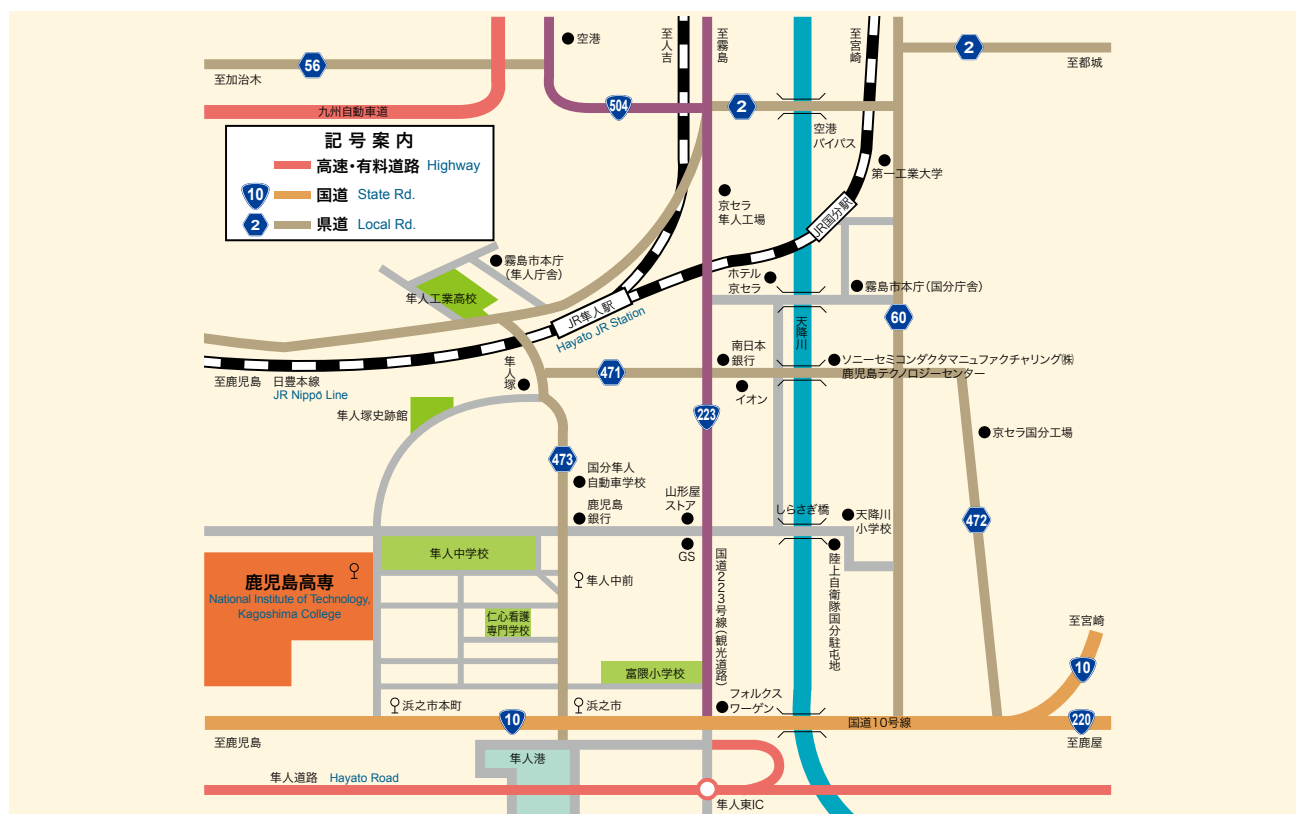 空港
至人吉
至霧島
至宮崎
2
至都城
56
至加治木
九州自動車道
504
2
空港
バイパス
記号案内
高速・有料道路 Highway
10 国道 State Rd.
2 県道 Local Rd.
第一工業大学
京セラ
隼人工場
JR国分駅
霧島市本庁
（隼人庁舎）
隼人工業高校
ホテル
京セラ
霧島市本庁（国分庁舎）
JR隼人駅
Hayato JR Station
天降川
60
至鹿児島
日豊本線
JR Nippō Line
隼人塚
471
南日本
銀行
イオン
ソニーセミコンダクタマニュファクチャリング㈱
鹿児島テクノロジーセンター
隼人塚史跡館
223
京セラ国分工場
473
国分隼人
自動車学校
鹿児島
銀行
山形屋
ストア
しらさぎ橋
天降川
小学校
472
隼人中学校
GS
国道223号線（観光道路）
陸上自衛隊国分駐屯地
鹿児島高専
National Institute of Technology,
Kagoshima College
隼人中前
仁心看護
専門学校
富隈小学校
至宮崎
10
浜之市本町
浜之市
フォルクス
ワーゲン
10
国道10号線
220
至鹿児島
至鹿屋
隼人港
隼人道路 Hayato Road
隼人東IC